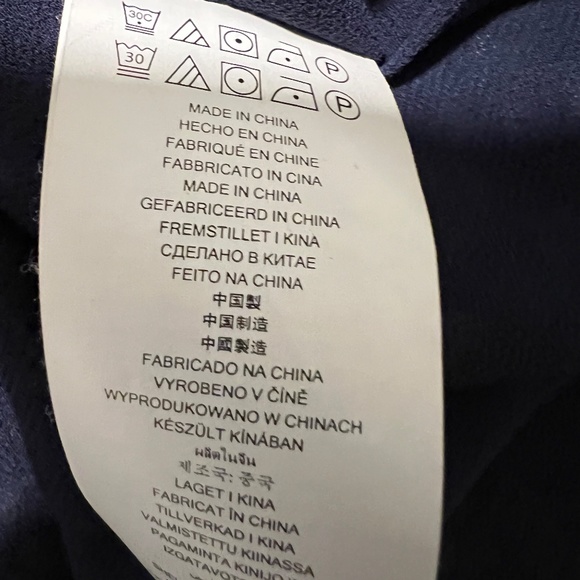 30C P
30 P
MADE IN CHINA
HECHO EN CHINA
FABRIQUÉ EN CHINE
FABBRICATO IN CINA
MADE IN CHINA
GEFABRICEERD IN CHINA
FREMSTILLET I KINA
СДЕЛАНО В КИТАЕ
FEITO NA CHINA
中国製
中国制造
中國製造
FABRICADO NA CHINA
VYROBENO V ČÍNĚ
WYPRODUKOWANO W CHINACH
KÉSZÜLT KÍNÁBAN
ผลิตในจีน
제조국: 중국
LAGET I KINA
FABRICAT ÎN CHINA
TILLVERKAD I KINA
VALMISTETTU KIINASSA
PAGAMINTA KINIJO